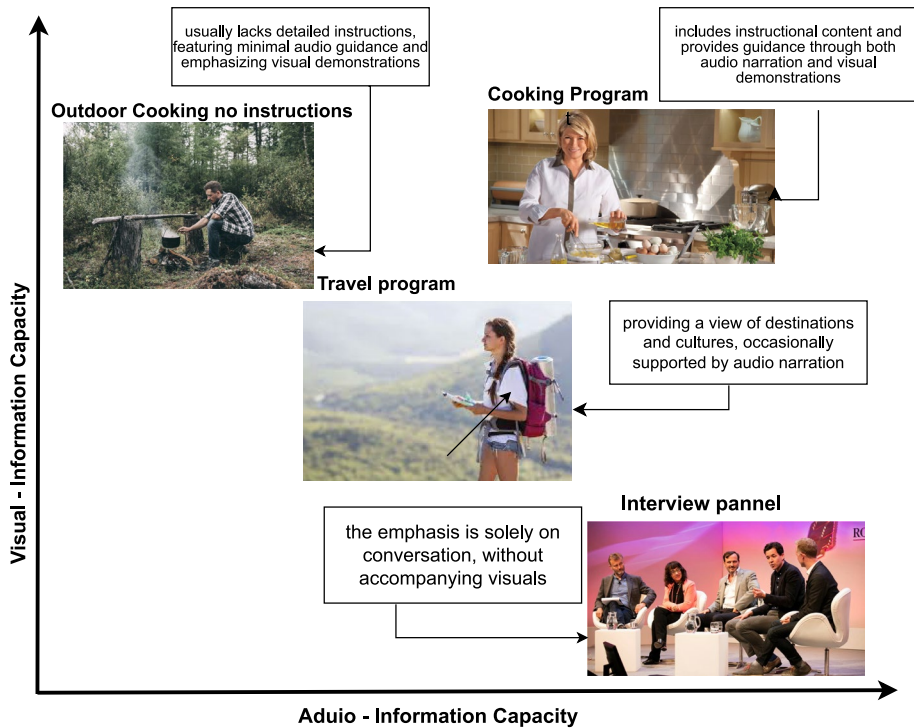 usually lacks detailed instructions,
featuring minimal audio guidance and
emphasizing visual demonstrations
includes instructional content and
provides guidance through both
audio narration and visual
demonstrations
Outdoor Cooking no instructions
Cooking Program
t
Travel program
providing a view of destinations
and cultures, occasionally
supported by audio narration
Interview pannel
the emphasis is solely on
conversation, without
accompanying visuals
RO
Visual - Information Capacity
Aduio - Information Capacity